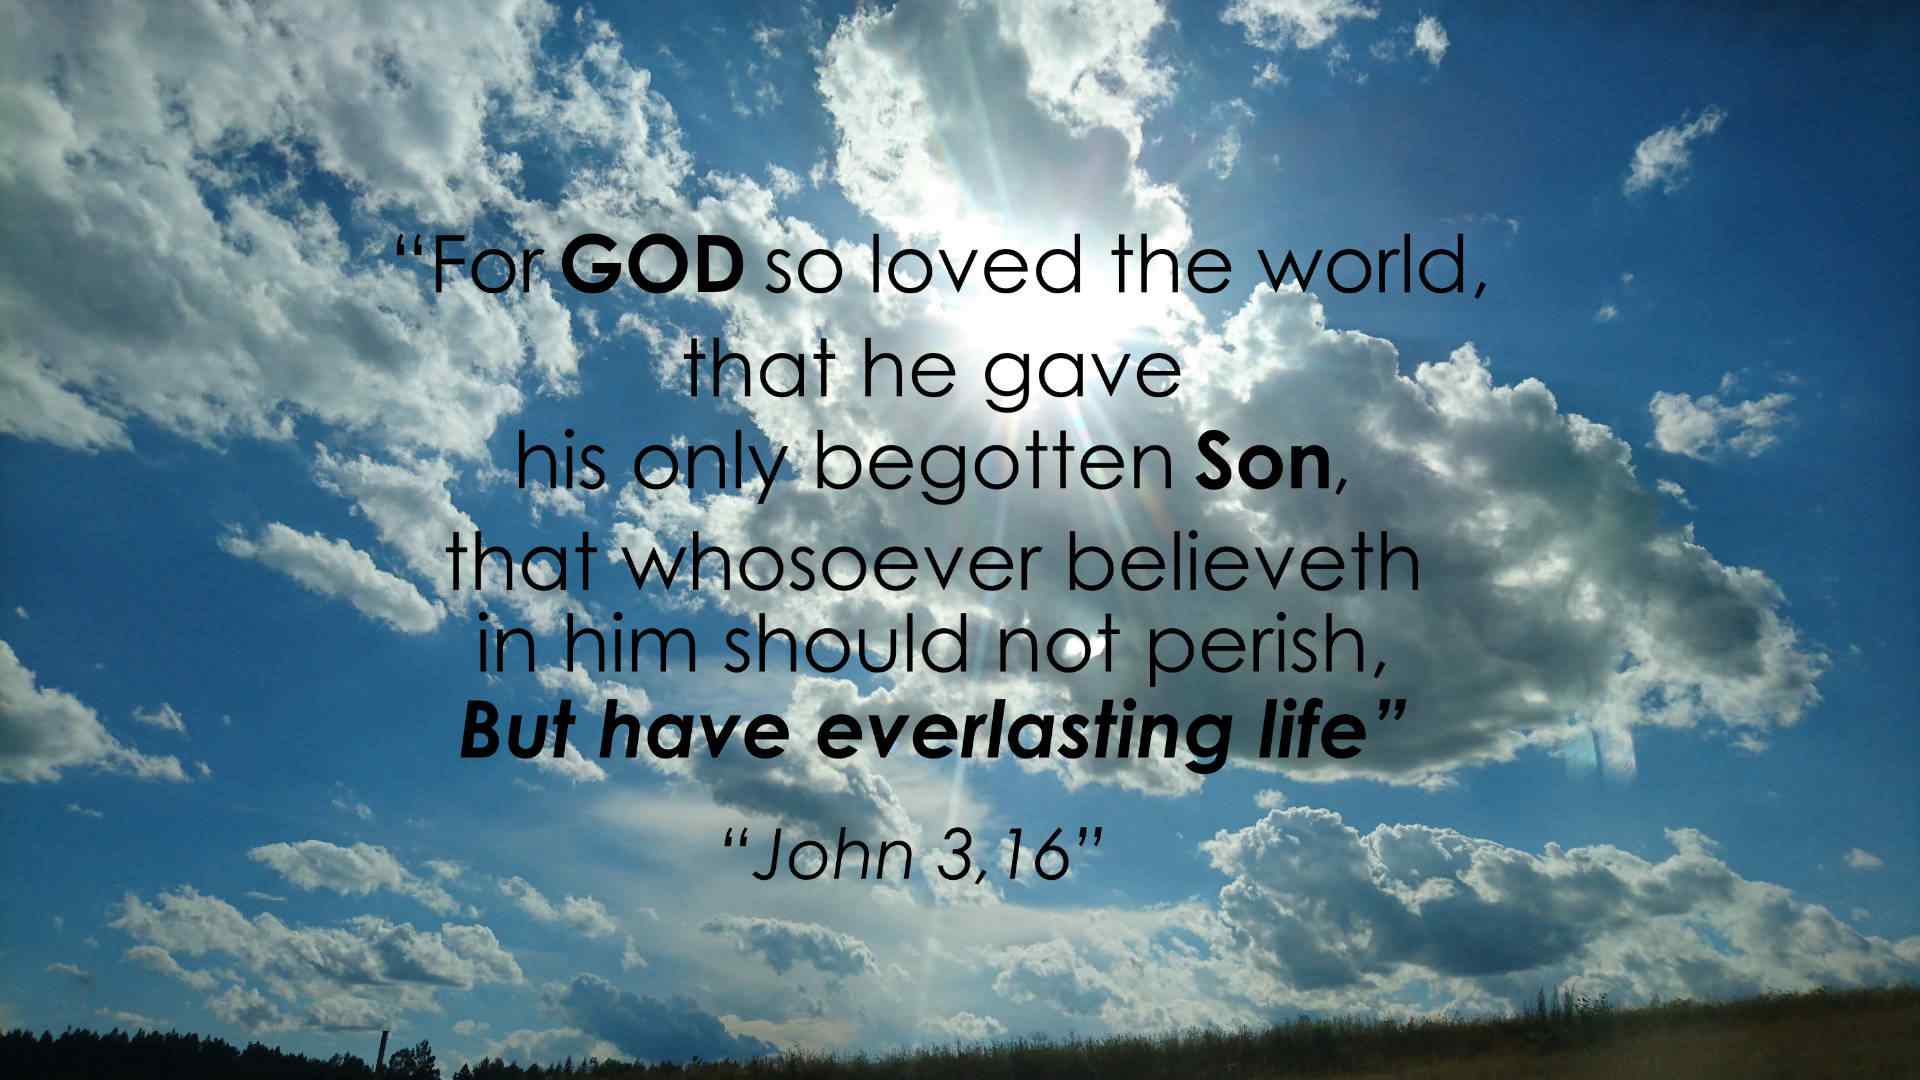 “For GOD so loved the world,
that he gave
his only begotten Son,
that whosoever believeth
in him should not perish,
But have everlasting life”
“John 3,16”